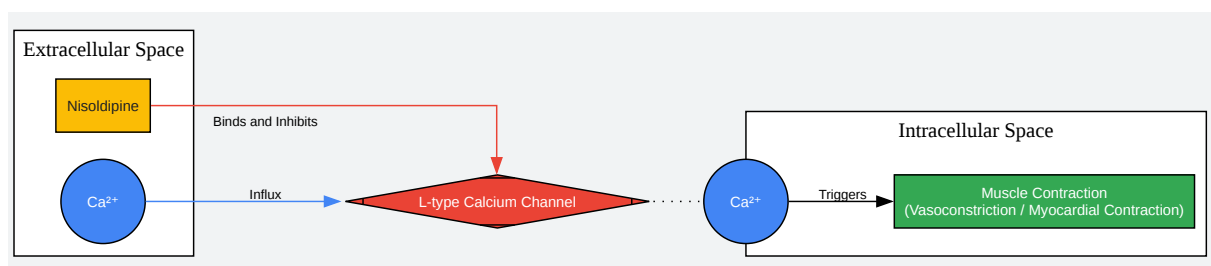 Extracellular Space
Nisoldipine
Binds and Inhibits
Ca²⁺
Influx
L-type Calcium Channel
Intracellular Space
Ca²⁺
Triggers
Muscle Contraction
(Vasoconstriction / Myocardial Contraction)